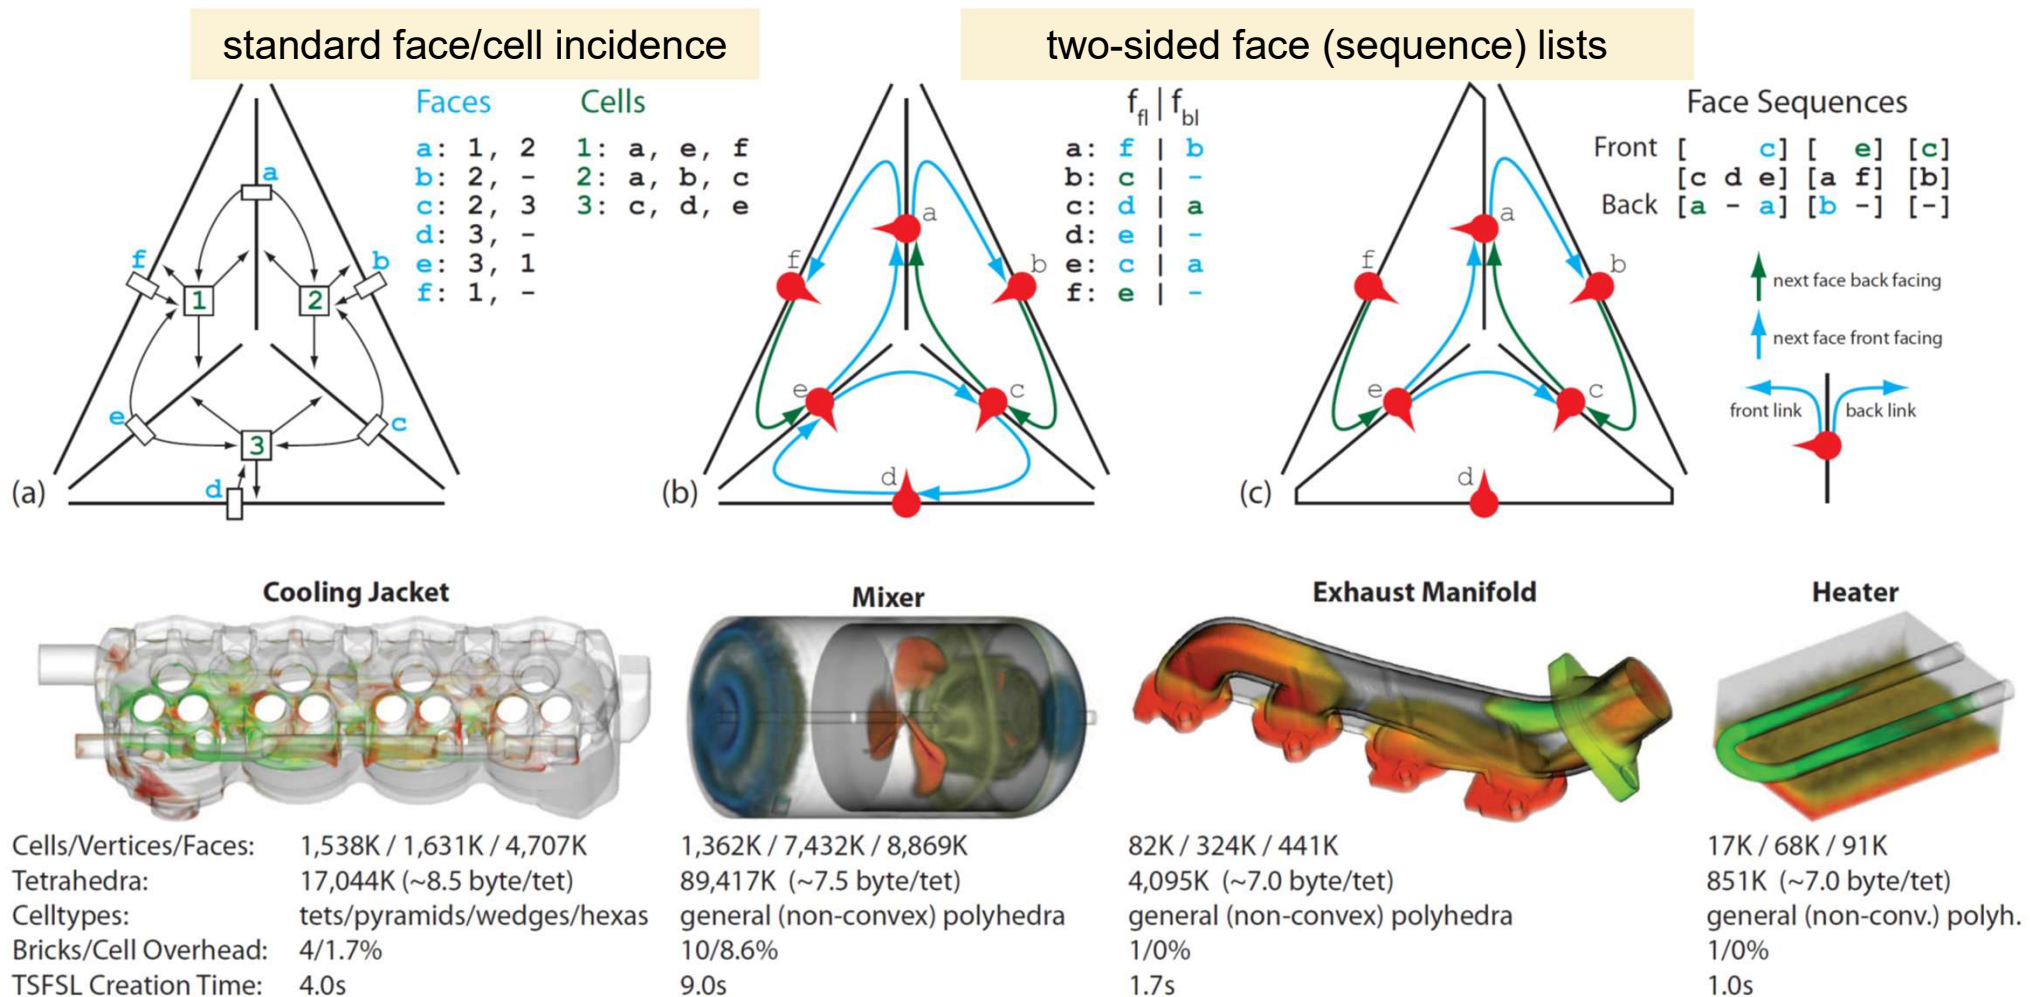 standard face/cell incidence
two-sided face (sequence) lists
Faces Cells
a: 1, 2 1: a, e, f
b: 2, - 2: a, b, c
c: 2, 3 3: c, d, e
d: 3, -
e: 3, 1
f: 1, -
a
f
b
1
2
e
c
3
d
(a)
f fl | f bl
a: f | b
b: c | -
c: d | a
d: e | -
e: c | a
f: e | -
a
f
b
e
c
d
(b)
a
f
b
e
c
d
(c)
Face Sequences
Front [ c] [ e] [c]
[c d e] [a f] [b]
Back [a - a] [b -] [-]
next face back facing
next face front facing
front link
back link
Cooling Jacket
Mixer
Exhaust Manifold
Heater
Cells/Vertices/Faces: 1,538K / 1,631K / 4,707K 1,362K / 7,432K / 8,869K 82K / 324K / 441K 17K / 68K / 91K
Tetrahedra: 17,044K (~8.5 byte/tet) 89,417K (~7.5 byte/tet) 4,095K (~7.0 byte/tet) 851K (~7.0 byte/tet)
Celltypes: tets/pyramids/wedges/hexas general (non-convex) polyhedra general (non-convex) polyhedra general (non-conv.) polyh.
Bricks/Cell Overhead: 4/1.7% 10/8.6% 1/0% 1/0%
TSFSL Creation Time: 4.0s 9.0s 1.7s 1.0s